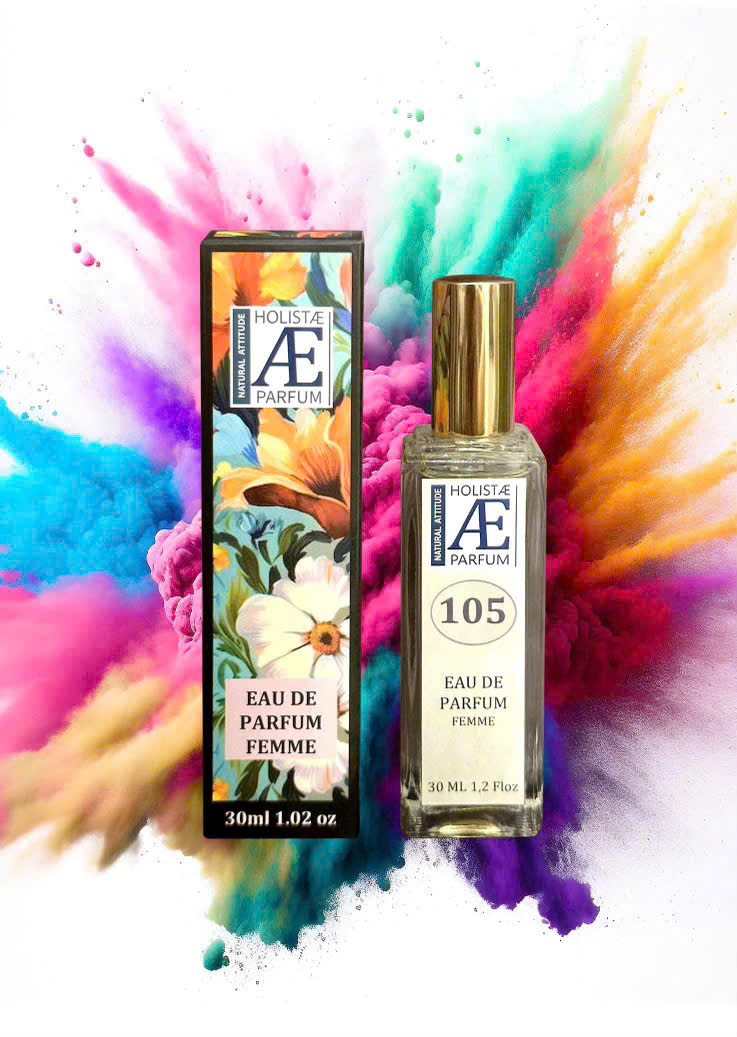 NATURAL ATTITUDE
HOLISTÆ
Æ
PARFUM
EAU DE
PARFUM
FEMME
30ml 1.02 oz
NATURAL ATTITUDE
HOLISTÆ
Æ
PARFUM
105
EAU DE
PARFUM
FEMME
30 ML 1,2 Floz